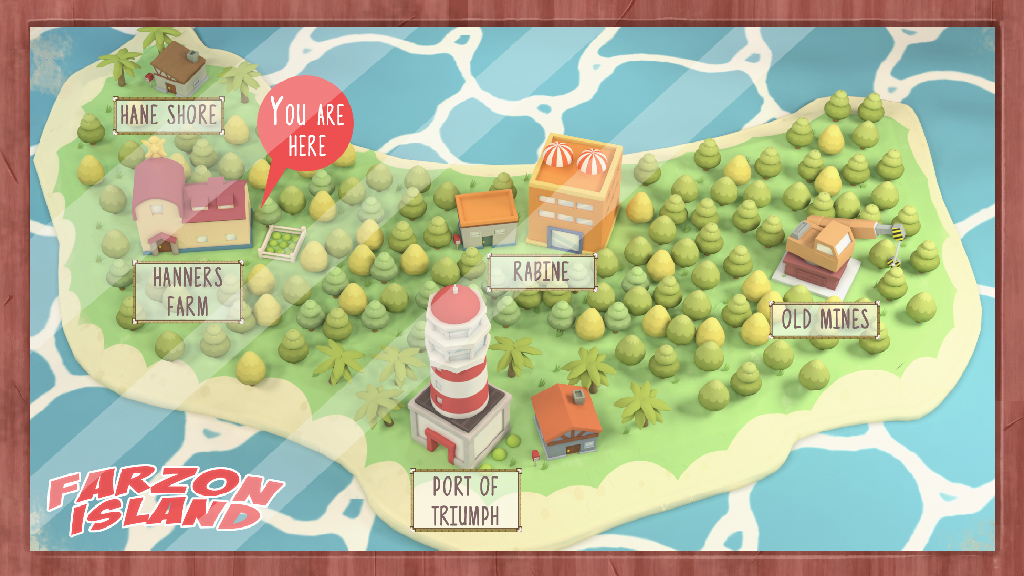 HANE SHORE
YOU ARE
HERE
HANNERS
FARM
RABINE
OLD MINES
PORT OF
TRIUMPH
FARZON
ISLAND